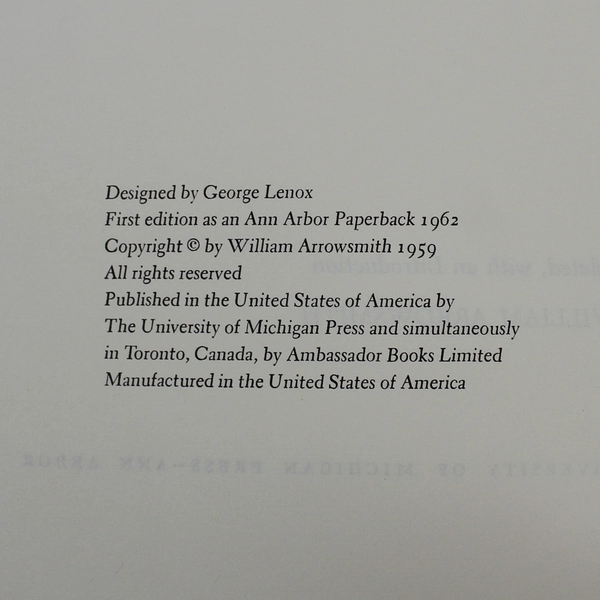 Designed by George Lenox
First edition as an Ann Arbor Paperback 1962
Copyright © by William Arrowsmith 1959
All rights reserved
Published in the United States of America by
The University of Michigan Press and simultaneously
in Toronto, Canada, by Ambassador Books Limited
Manufactured in the United States of America